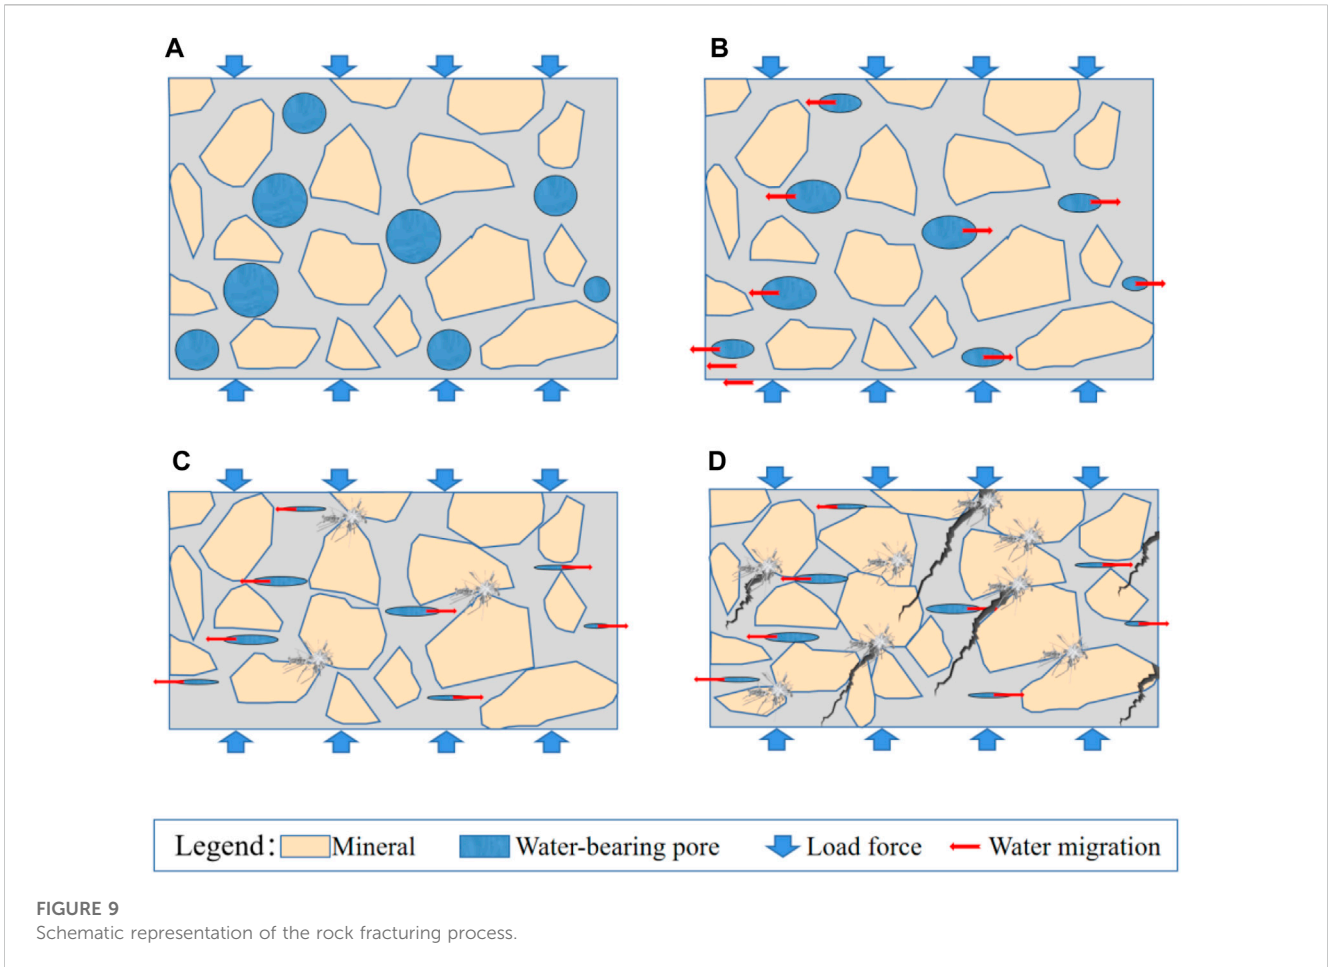 A
B
C
D
Legend: Mineral Water-bearing pore Load force Water migration
FIGURE 9
Schematic representation of the rock fracturing process.